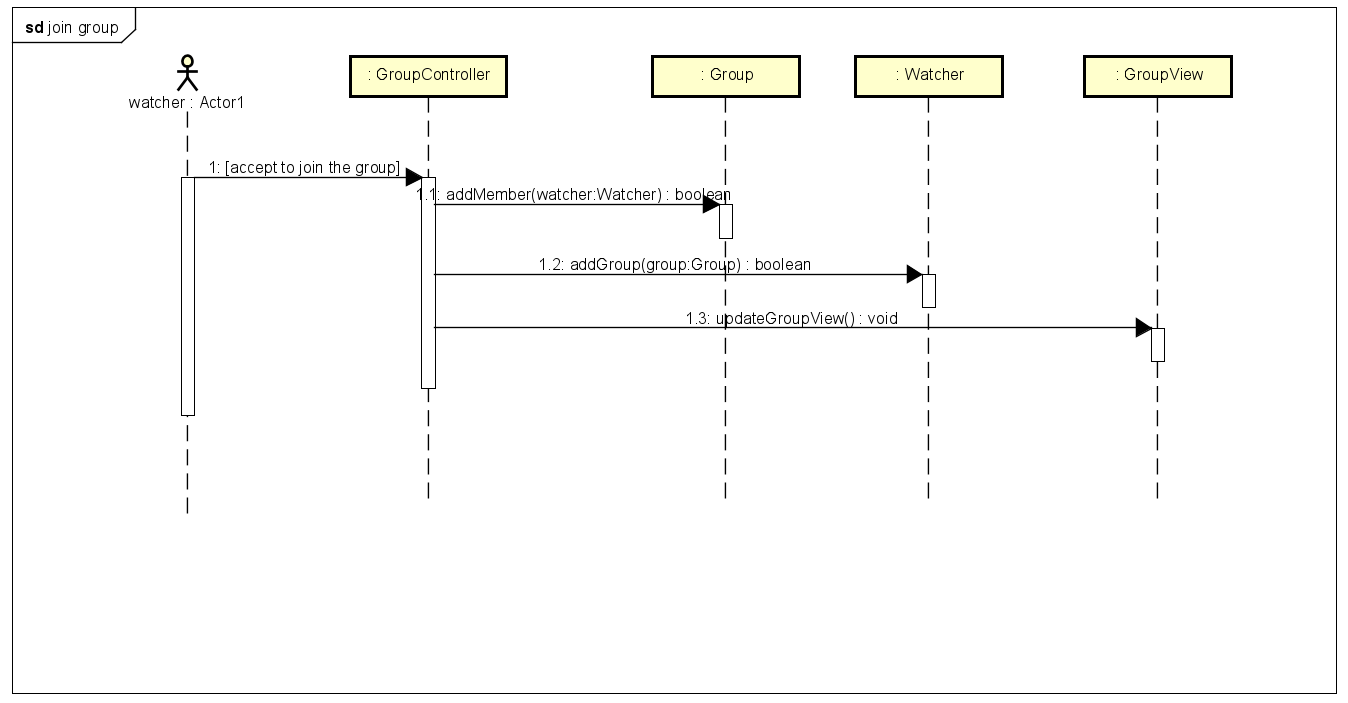 sd join group
watcher : Actor1
: GroupController
: Group
: Watcher
: GroupView
1: [accept to join the group]
1.1: addMember(watcher:Watcher) : boolean
1.2: addGroup(group:Group) : boolean
1.3: updateGroupView() : void